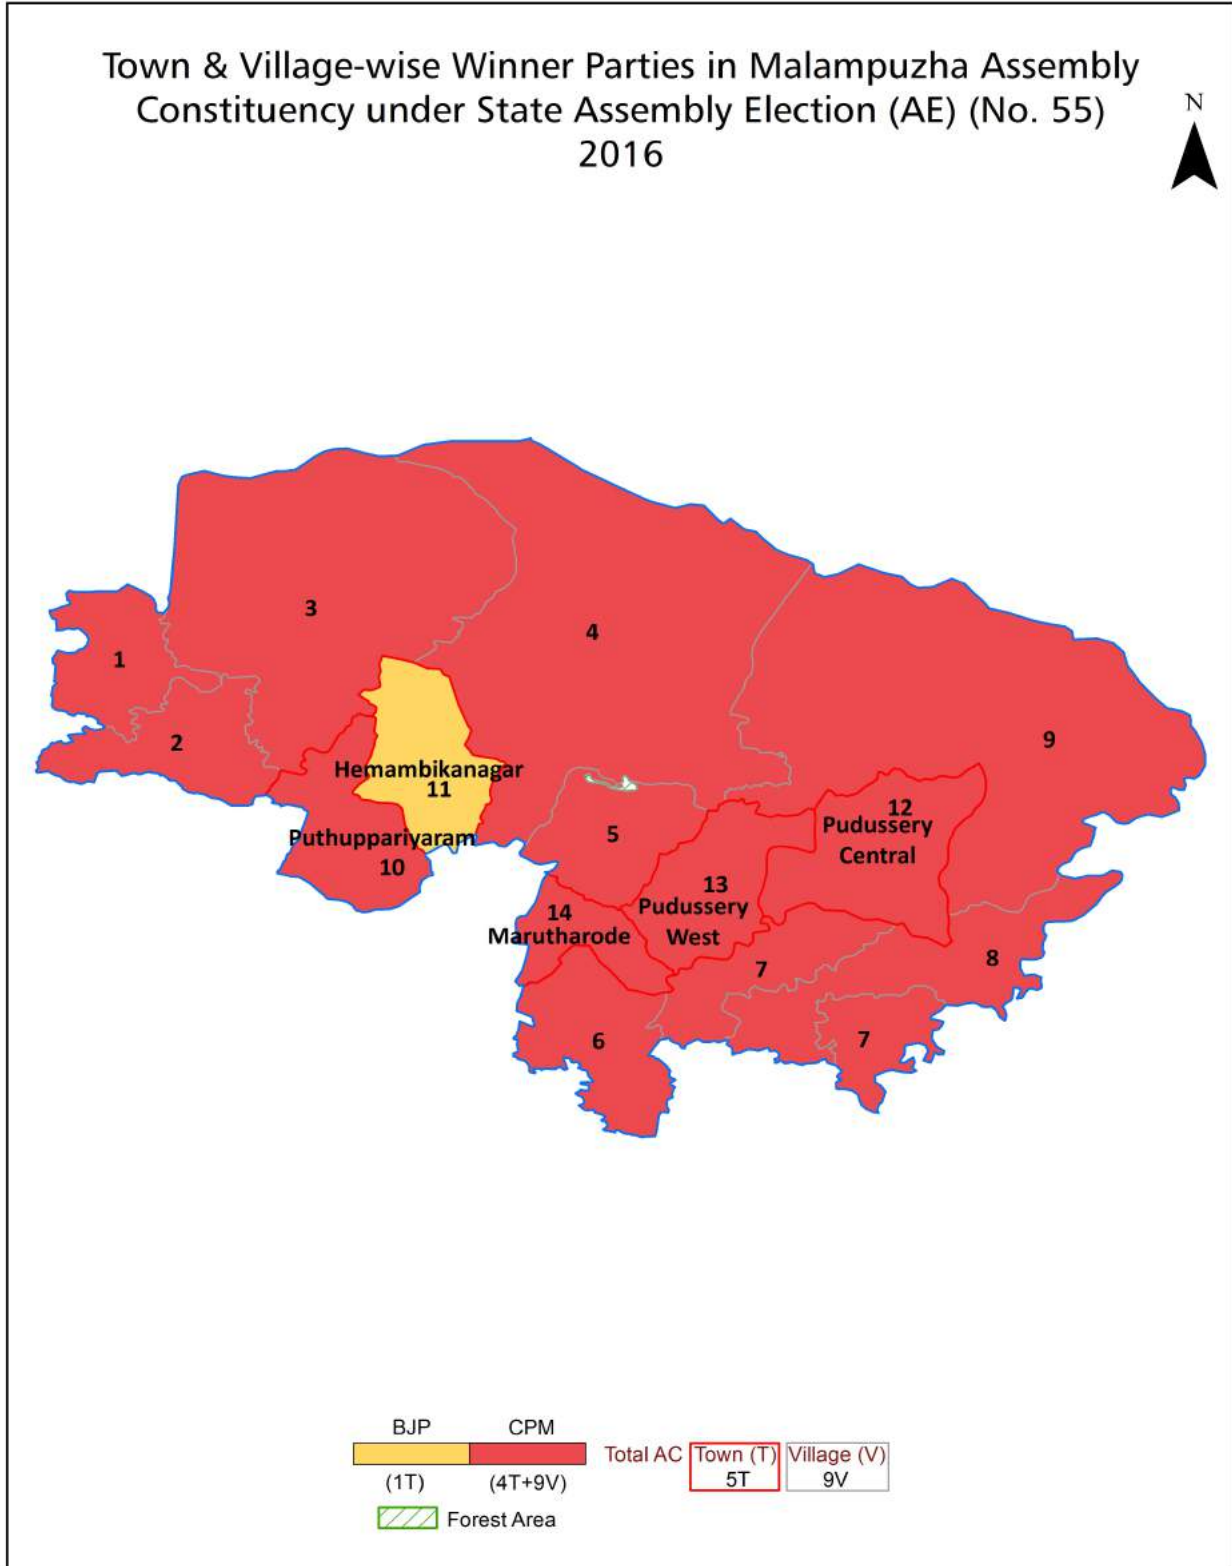 Town & Village-wise Winner Parties in Malampuzha Assembly
Constituency under State Assembly Election (AE) (No. 55)
2016
N
3
4
1
2
9
Hemambikanagar
11
12
Pudussery
Central
5
Puthuppariyaram
10
13
Pudussery
West
14
Marutharode
7
8
6
7
BJP
CPM
(1T)
(4T+9V)
Total AC
Town (T)
5T
Village (V)
9V
Forest Area